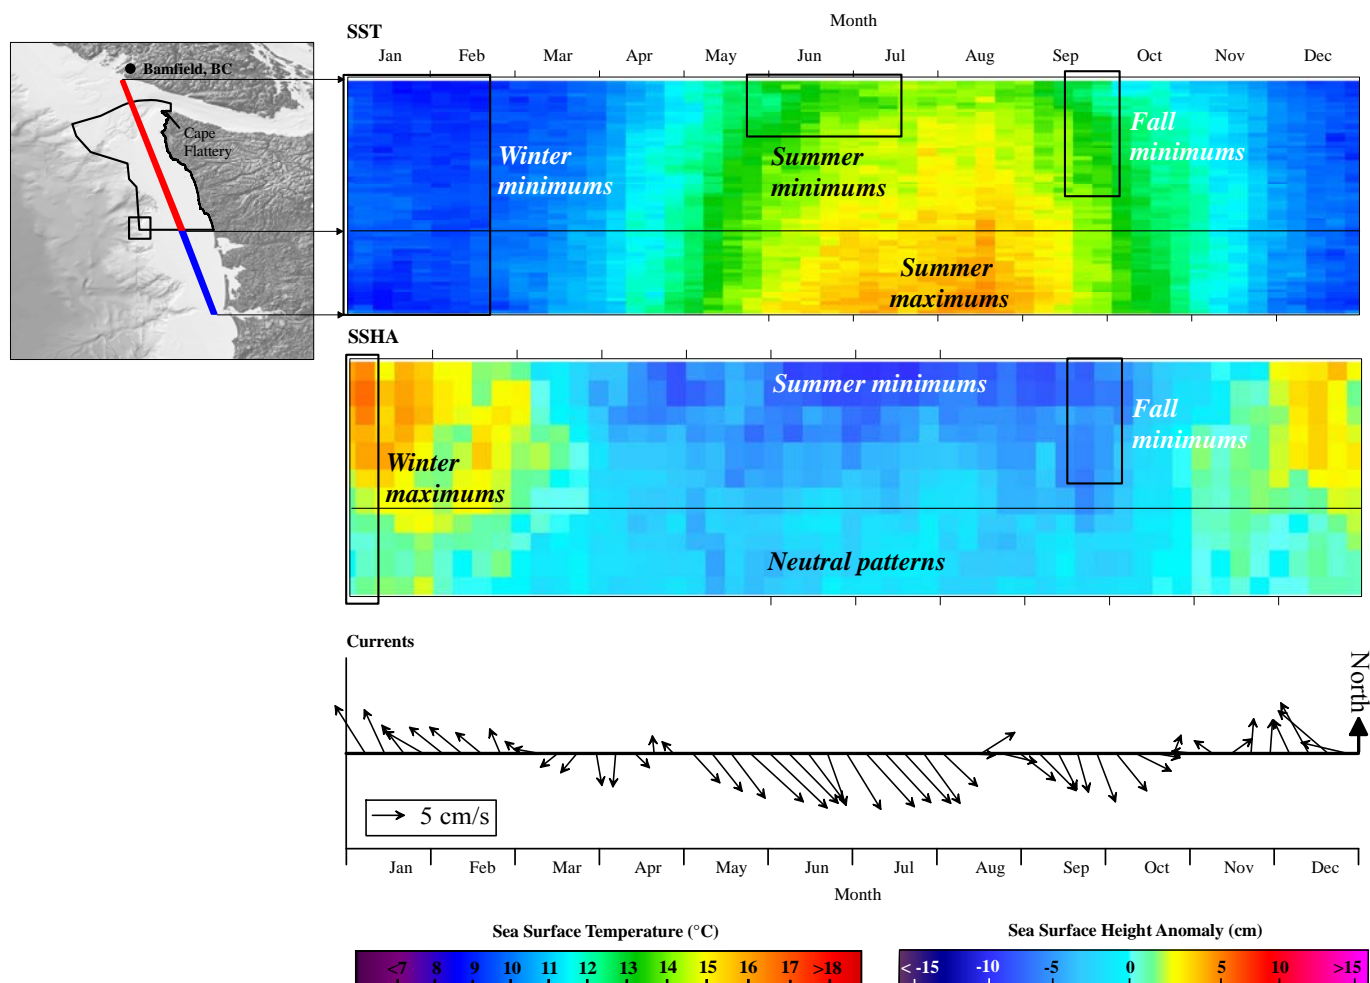 Month
SST
Jan Feb Mar Apr May Jun Jul Aug Sep Oct Nov Dec
Bamfield, BC
Cape
Flattery
Winter
minimums
Summer
minimums
Fall
minimums
Summer
maximums
SSHA
Summer minimums
Fall
minimums
Winter
maximums
Neutral patterns
Currents
North
5 cm/s
Jan Feb Mar Apr May Jun Jul Aug Sep Oct Nov Dec
Month
Sea Surface Temperature (°C)
<7 8 9 10 11 12 13 14 15 16 17 >18
Sea Surface Height Anomaly (cm)
< -15 -10 -5 0 5 10 >15